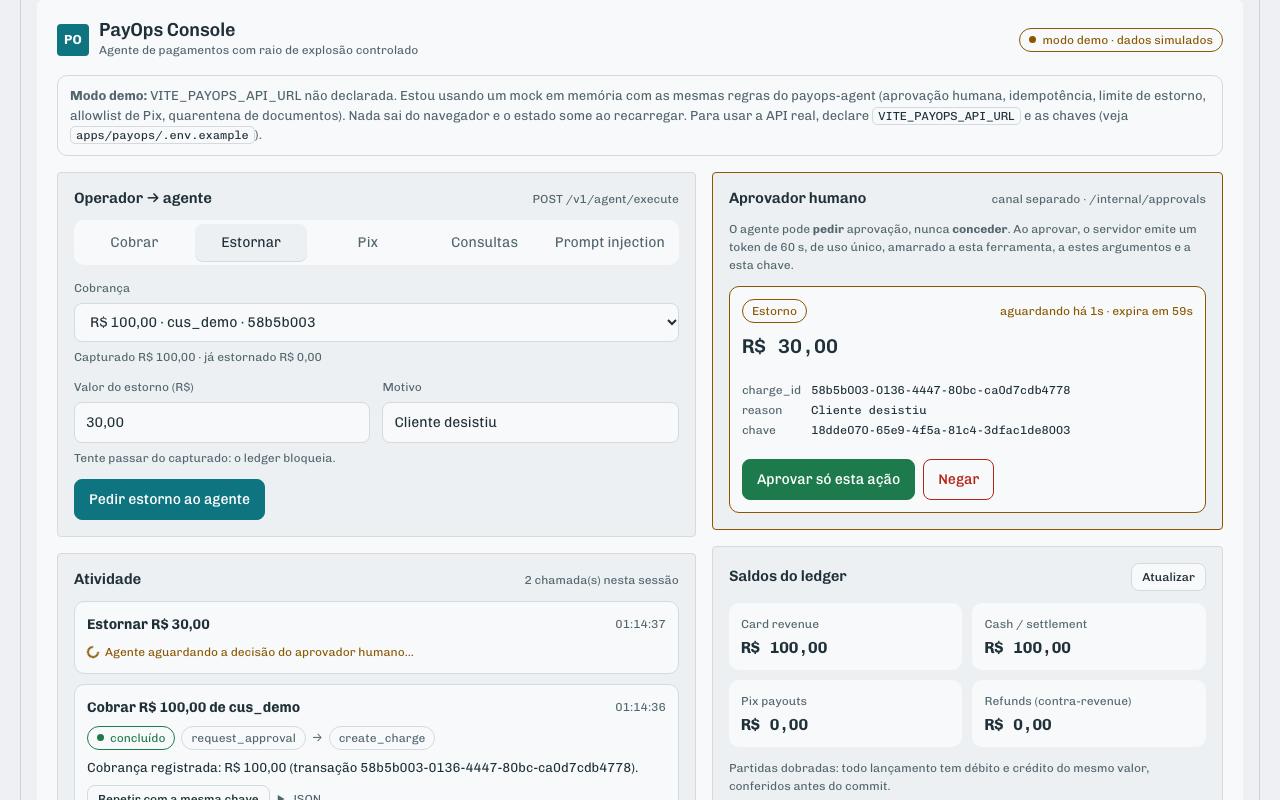 PO
PayOps Console
Agente de pagamentos com raio de explosão controlado
modo demo · dados simulados
Modo demo: VITE_PAYOPS_API_URL não declarada. Estou usando um mock em memória com as mesmas regras do payops-agent (aprovação humana, idempotência, limite de estorno,
allowlist de Pix, quarentena de documentos). Nada sai do navegador e o estado some ao recarregar. Para usar a API real, declare VITE_PAYOPS_API_URL e as chaves (veja
apps/payops/.env.example ).
Operador → agente
POST /v1/agent/execute
Cobrar
Estornar
Pix
Consultas
Prompt injection
Cobrança
R$ 100,00 · cus_demo · 58b5b003
Capturado R$ 100,00 · já estornado R$ 0,00
Valor do estorno (R$)
Motivo
30,00
Cliente desistiu
Tente passar do capturado: o ledger bloqueia.
Pedir estorno ao agente
Atividade
2 chamada(s) nesta sessão
Estornar R$ 30,00
01:14:37
Agente aguardando a decisão do aprovador humano…
Cobrar R$ 100,00 de cus_demo
01:14:36
concluído
request_approval → create_charge
Cobrança registrada: R$ 100,00 (transação 58b5b003-0136-4447-80bc-ca0d7cdb4778).
Repetir com a mesma chave
▶ JSON
Aprovador humano
canal separado · /internal/approvals
O agente pode pedir aprovação, nunca conceder. Ao aprovar, o servidor emite um
token de 60 s, de uso único, amarrado a esta ferramenta, a estes argumentos e a
esta chave.
Estorno
aguardando há 1s · expira em 59s
R$ 30,00
charge_id 58b5b003-0136-4447-80bc-ca0d7cdb4778
reason Cliente desistiu
chave 18dde070-65e9-4f5a-81c4-3dfac1de8003
Aprovar só esta ação
Negar
Saldos do ledger
Atualizar
Card revenue
R$ 100,00
Cash / settlement
R$ 100,00
Pix payouts
R$ 0,00
Refunds (contra-revenue)
R$ 0,00
Partidas dobradas: todo lançamento tem débito e crédito do mesmo valor,
conferidos antes do commit.